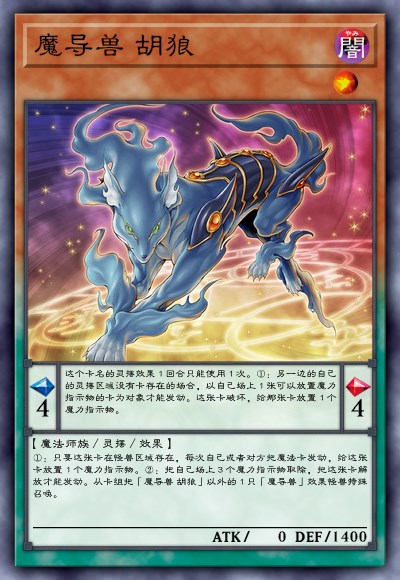 魔导兽 胡狼
やみ
闇
这个卡名的灵摆效果1回合只能使用1次。①：另一边的自己
的灵摆区域没有卡存在的场合，以自己场上1张可以放置魔力
指示物的卡为对象才能发动。这张卡破坏，给那张卡放置1个
魔力指示物。
4
4
【魔法师族／灵摆／效果】
①：只要这张卡在怪兽区域存在，每次自己或者对方把魔法卡发动，给这张
卡放置1个魔力指示物。②：把自己场上3个魔力指示物取除，把这张卡解
放才能发动。从卡组把「魔导兽 胡狼」以外的1只「魔导兽」效果怪兽特殊
召唤。
ATK/ 0 DEF/1400